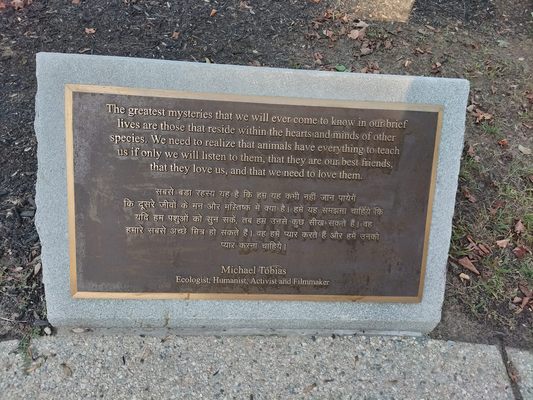 The greatest mysteries that we will ever come to know in our brief
lives are those that reside within the hearts and minds of other
species. We need to realize that animals have everything to teach
us if only we will listen to them, that they are our best friends,
that they love us, and that we need to love them.
सबसे बड़ा रहस्य यह है कि हम यह कभी नहीं जान पायेंगे
कि दूसरे जीवों के मन और मस्तिष्क में क्या है। हमें यह समझना चाहिये कि
यदि हम पशुओं को सुन सकें, तब हम उनसे कुछ सीख सकते हैं। वह
हमारे सबसे अच्छे मित्र हो सकते हैं। वह हमें प्यार करते हैं और हमें उनको
प्यार करना चाहिये।
Michael Tobias
Ecologist, Humanist, Activist and Filmmaker